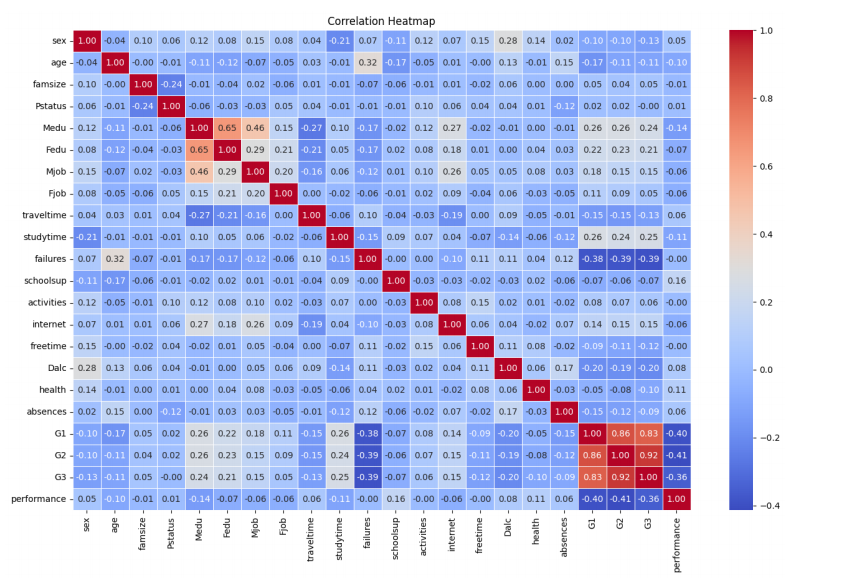 Correlation Heatmap
sex 1.00 -0.04 0.10 0.06 0.12 0.08 0.15 0.08 0.04 -0.21 0.07 -0.11 0.12 0.07 0.15 0.28 0.14 0.02 -0.10 -0.10 -0.13 0.05
age -0.04 1.00 -0.00 -0.01 -0.11 -0.12 -0.07 -0.05 0.03 -0.01 0.32 -0.17 -0.05 0.01 -0.00 0.13 -0.01 0.15 -0.17 -0.11 -0.11 -0.10
famsize 0.10 -0.00 1.00 -0.24 -0.01 -0.04 0.02 -0.06 0.01 -0.01 -0.07 -0.06 -0.01 0.01 -0.02 0.06 0.00 0.00 0.05 0.04 0.05 -0.01
Pstatus 0.06 -0.01 -0.24 1.00 -0.06 -0.03 -0.03 0.05 0.04 -0.01 -0.01 -0.01 0.10 0.06 0.04 0.04 0.00 -0.12 0.02 0.02 -0.00 0.01
Medu 0.12 -0.11 -0.01 -0.06 1.00 0.65 0.46 0.15 -0.27 0.10 -0.17 -0.02 0.12 0.27 -0.02 -0.01 0.00 -0.01 0.26 0.26 0.24 -0.14
Fedu 0.08 -0.12 -0.04 -0.03 0.65 1.00 0.29 0.21 -0.21 0.05 -0.17 0.02 0.08 0.18 0.01 0.00 0.04 0.03 0.22 0.23 0.21 -0.07
Mjob 0.15 -0.07 0.02 -0.03 0.46 0.29 1.00 0.20 -0.16 0.06 -0.12 0.01 0.10 0.26 0.05 0.05 0.08 0.03 0.18 0.15 0.15 -0.06
Fjob 0.08 -0.05 -0.06 0.05 0.15 0.21 0.20 1.00 0.00 -0.02 -0.06 -0.01 0.02 0.09 -0.04 0.06 -0.03 -0.05 0.11 0.09 0.05 -0.06
traveltime 0.04 0.03 0.01 0.04 -0.27 -0.21 -0.16 0.00 1.00 -0.06 0.10 -0.04 -0.03 -0.19 0.00 0.09 -0.05 -0.01 -0.15 -0.15 -0.13 0.06
studytime -0.21 -0.01 -0.01 -0.01 0.10 0.05 0.06 -0.02 -0.06 1.00 -0.15 0.09 0.07 0.04 -0.07 -0.14 -0.06 -0.12 0.26 0.24 0.25 -0.11
failures 0.07 0.32 -0.07 -0.01 -0.17 -0.17 -0.12 -0.06 0.10 -0.15 1.00 -0.00 -0.00 -0.10 0.11 0.11 0.04 0.12 -0.38 -0.39 -0.39 -0.00
schoolsup -0.11 -0.17 -0.06 -0.01 -0.02 0.02 0.01 -0.01 -0.04 0.09 -0.00 1.00 -0.03 -0.03 -0.02 -0.03 0.02 -0.06 -0.07 -0.06 -0.07 0.16
activities 0.12 -0.05 -0.01 0.10 0.12 0.08 0.10 0.02 -0.03 0.07 -0.00 -0.03 1.00 0.08 0.15 0.02 0.01 -0.02 0.08 0.07 0.06 -0.00
internet 0.07 0.01 0.01 0.06 0.27 0.18 0.26 0.09 -0.19 0.04 -0.10 -0.03 0.08 1.00 0.06 0.04 -0.02 0.07 0.14 0.15 0.15 -0.06
freetime 0.15 -0.00 -0.02 0.04 -0.02 0.01 0.05 -0.04 0.00 -0.07 0.11 -0.02 0.15 0.06 1.00 0.11 0.08 -0.02 -0.09 -0.11 -0.12 -0.00
Dalc 0.28 0.13 0.06 0.04 -0.01 0.00 0.05 0.06 0.09 -0.14 0.11 -0.03 0.02 0.04 0.11 1.00 0.06 0.17 -0.20 -0.19 -0.20 0.08
health 0.14 -0.01 0.00 0.00 0.00 0.04 0.08 -0.03 -0.05 -0.06 0.04 0.02 0.01 -0.02 0.08 0.06 1.00 -0.03 -0.05 -0.08 -0.10 0.11
absences 0.02 0.15 0.00 -0.12 -0.01 0.03 0.03 -0.05 -0.01 -0.12 0.12 -0.06 -0.02 0.07 -0.02 0.17 -0.03 1.00 -0.15 -0.12 -0.09 0.06
G1 -0.10 -0.17 0.05 0.02 0.26 0.22 0.18 0.11 -0.15 0.26 -0.38 -0.07 0.08 0.14 -0.09 -0.20 -0.05 -0.15 1.00 0.86 0.83 -0.40
G2 -0.10 -0.11 0.04 0.02 0.26 0.23 0.15 0.09 -0.15 0.24 -0.39 -0.06 0.07 0.15 -0.11 -0.19 -0.08 -0.12 0.86 1.00 0.92 -0.41
G3 -0.13 -0.11 0.05 -0.00 0.24 0.21 0.15 0.05 -0.13 0.25 -0.39 -0.07 0.06 0.15 -0.12 -0.20 -0.10 -0.09 0.83 0.92 1.00 -0.36
performance 0.05 -0.10 -0.01 0.01 -0.14 -0.07 -0.06 -0.06 0.06 -0.11 -0.00 0.16 -0.00 -0.06 -0.00 0.08 0.11 0.06 -0.40 -0.41 -0.36 1.00
sex age famsize Pstatus Medu Fedu Mjob Fjob traveltime studytime failures schoolsup activities internet freetime Dalc health absences G1 G2 G3 performance
1.0
0.8
0.6
0.4
0.2
0.0
−0.2
−0.4